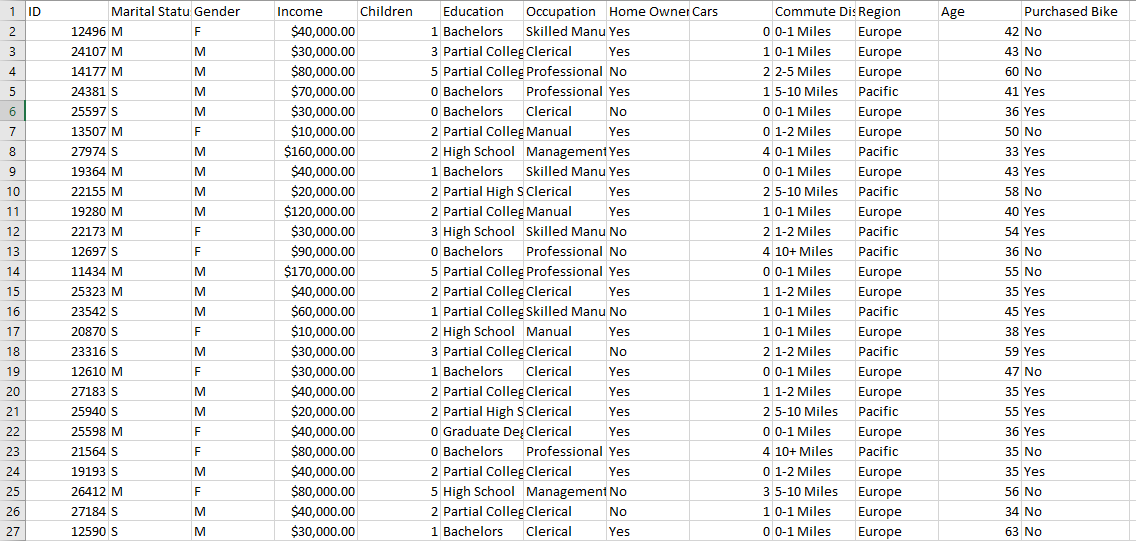 1 ID Marital Statu Gender Income Children Education Occupation Home Owner Cars Commute Dis Region Age Purchased Bike
2 12496 M F $40,000.00 1 Bachelors Skilled Manu Yes 0 0-1 Miles Europe 42 No
3 24107 M M $30,000.00 3 Partial Colleg Clerical Yes 1 0-1 Miles Europe 43 No
4 14177 M M $80,000.00 5 Partial Colleg Professional No 2 2-5 Miles Europe 60 No
5 24381 S M $70,000.00 0 Bachelors Professional Yes 1 5-10 Miles Pacific 41 Yes
6 25597 S M $30,000.00 0 Bachelors Clerical No 0 0-1 Miles Europe 36 Yes
7 13507 M F $10,000.00 2 Partial Colleg Manual Yes 0 1-2 Miles Europe 50 No
8 27974 S M $160,000.00 2 High School Management Yes 4 0-1 Miles Pacific 33 Yes
9 19364 M M $40,000.00 1 Bachelors Skilled Manu Yes 0 0-1 Miles Europe 43 Yes
10 22155 M M $20,000.00 2 Partial High S Clerical Yes 2 5-10 Miles Pacific 58 No
11 19280 M M $120,000.00 2 Partial Colleg Manual Yes 1 0-1 Miles Europe 40 Yes
12 22173 M F $30,000.00 3 High School Skilled Manu No 2 1-2 Miles Pacific 54 Yes
13 12697 S F $90,000.00 0 Bachelors Professional No 4 10+ Miles Pacific 36 No
14 11434 M M $170,000.00 5 Partial Colleg Professional Yes 0 0-1 Miles Europe 55 No
15 25323 M M $40,000.00 2 Partial Colleg Clerical Yes 1 1-2 Miles Europe 35 Yes
16 23542 S M $60,000.00 1 Partial Colleg Skilled Manu No 1 0-1 Miles Pacific 45 Yes
17 20870 S F $10,000.00 2 High School Manual Yes 1 0-1 Miles Europe 38 Yes
18 23316 S M $30,000.00 3 Partial Colleg Clerical No 2 1-2 Miles Pacific 59 Yes
19 12610 M F $30,000.00 1 Bachelors Clerical Yes 0 0-1 Miles Europe 47 No
20 27183 S M $40,000.00 2 Partial Colleg Clerical Yes 1 1-2 Miles Europe 35 Yes
21 25940 S M $20,000.00 2 Partial High S Clerical Yes 2 5-10 Miles Pacific 55 Yes
22 25598 M F $40,000.00 0 Graduate Deg Clerical Yes 0 0-1 Miles Europe 36 Yes
23 21564 S F $80,000.00 0 Bachelors Professional Yes 4 10+ Miles Pacific 35 No
24 19193 S M $40,000.00 2 Partial Colleg Clerical Yes 0 1-2 Miles Europe 35 Yes
25 26412 M F $80,000.00 5 High School Management No 3 5-10 Miles Europe 56 No
26 27184 S M $40,000.00 2 Partial Colleg Clerical No 1 0-1 Miles Europe 34 No
27 12590 S M $30,000.00 1 Bachelors Clerical Yes 0 0-1 Miles Europe 63 No